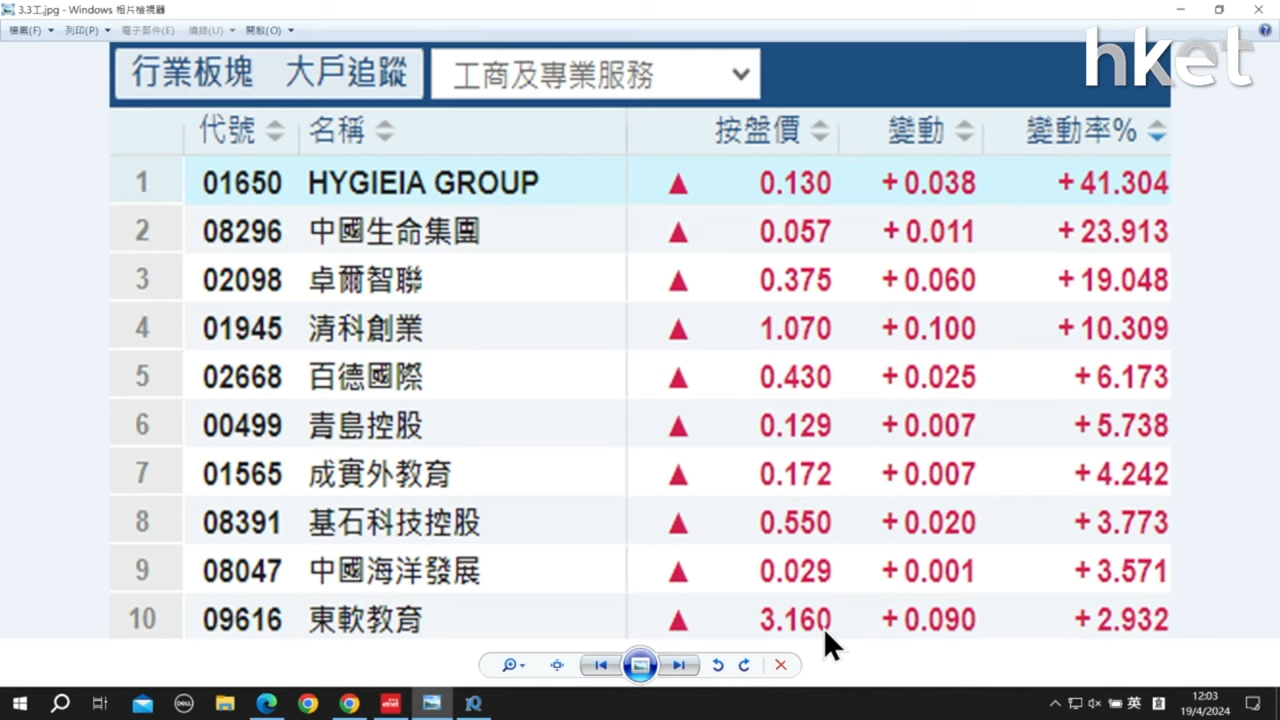 3.3工.jpg - Windows 相片檢視器
檔案(F) 列印(P) 電子郵件(E) 燒錄(U) 開啟(O)
hket
行業板塊 大戶追蹤 工商及專業服務
代號 名稱 按盤價 變動 變動率%
1 01650 HYGIEIA GROUP ▲ 0.130 +0.038 +41.304
2 08296 中國生命集團 ▲ 0.057 +0.011 +23.913
3 02098 卓爾智聯 ▲ 0.375 +0.060 +19.048
4 01945 清科創業 ▲ 1.070 +0.100 +10.309
5 02668 百德國際 ▲ 0.430 +0.025 +6.173
6 00499 青島控股 ▲ 0.129 +0.007 +5.738
7 01565 成實外教育 ▲ 0.172 +0.007 +4.242
8 08391 基石科技控股 ▲ 0.550 +0.020 +3.773
9 08047 中國海洋發展 ▲ 0.029 +0.001 +3.571
10 09616 東軟教育 ▲ 3.160 +0.090 +2.932
DELL etnet IQ 英 12:03
19/4/2024